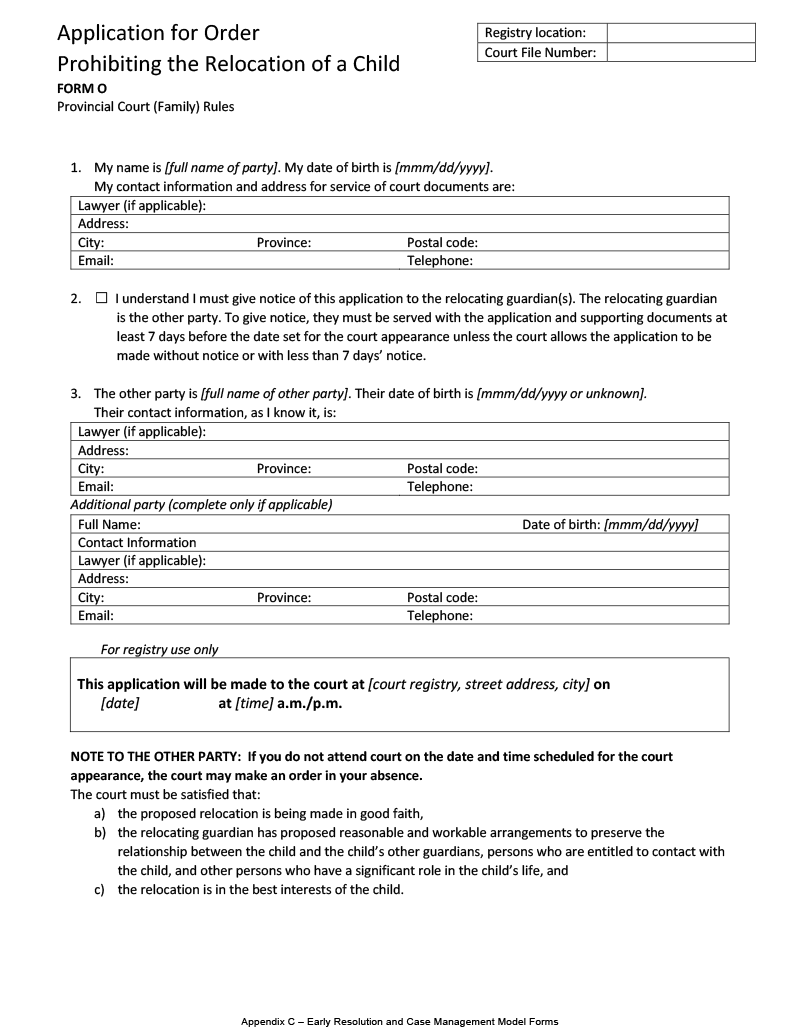 Application for Order
Prohibiting the Relocation of a Child
FORM O
Provincial Court (Family) Rules
Registry location:
Court File Number:
1. My name is [full name of party]. My date of birth is [mmm/dd/yyyy].
My contact information and address for service of court documents are:
Lawyer (if applicable):
Address:
City: Province: Postal code:
Email: Telephone:
2. ☐ I understand I must give notice of this application to the relocating guardian(s). The relocating guardian
is the other party. To give notice, they must be served with the application and supporting documents at
least 7 days before the date set for the court appearance unless the court allows the application to be
made without notice or with less than 7 days’ notice.
3. The other party is [full name of other party]. Their date of birth is [mmm/dd/yyyy or unknown].
Their contact information, as I know it, is:
Lawyer (if applicable):
Address:
City: Province: Postal code:
Email: Telephone:
Additional party (complete only if applicable)
Full Name: Date of birth: [mmm/dd/yyyy]
Contact Information
Lawyer (if applicable):
Address:
City: Province: Postal code:
Email: Telephone:
For registry use only
This application will be made to the court at [court registry, street address, city] on
[date] at [time] a.m./p.m.
NOTE TO THE OTHER PARTY: If you do not attend court on the date and time scheduled for the court
appearance, the court may make an order in your absence.
The court must be satisfied that:
a) the proposed relocation is being made in good faith,
b) the relocating guardian has proposed reasonable and workable arrangements to preserve the
relationship between the child and the child’s other guardians, persons who are entitled to contact with
the child, and other persons who have a significant role in the child’s life, and
c) the relocation is in the best interests of the child.
Appendix C – Early Resolution and Case Management Model Forms